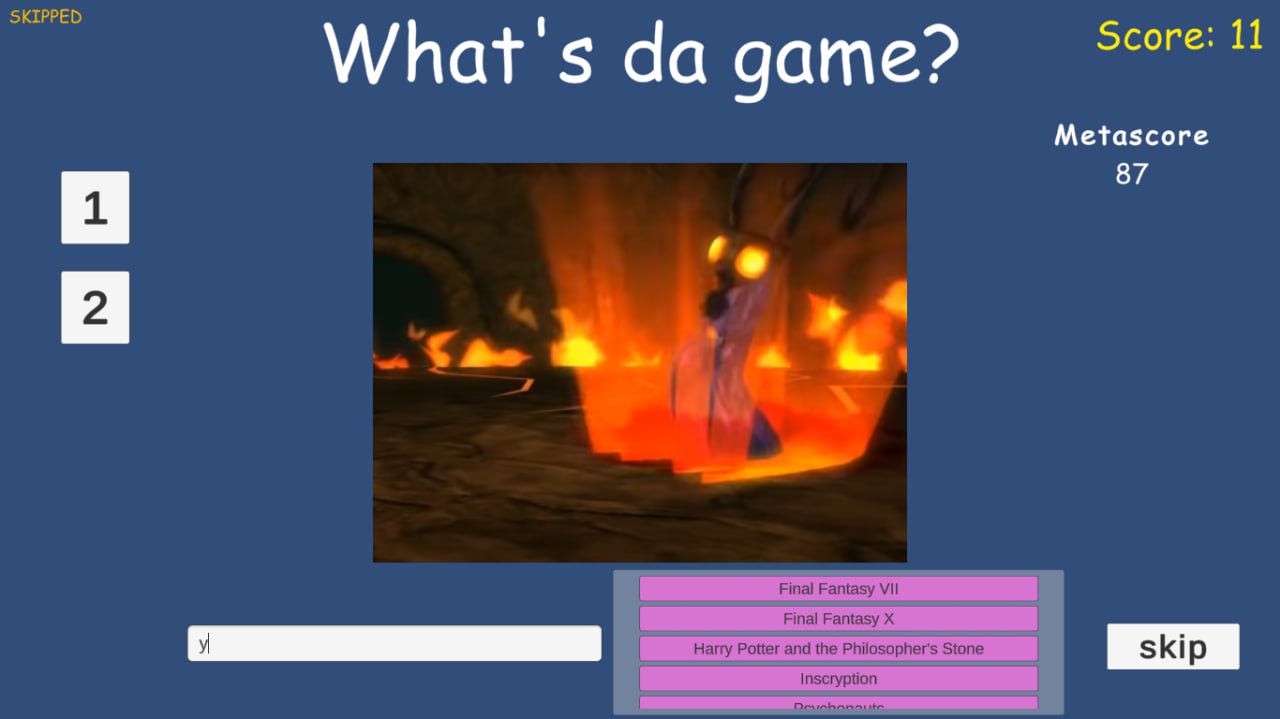 SKIPPED
What's da game?
Score: 11
Metascore
87
1
2
Final Fantasy VII
Final Fantasy X
Harry Potter and the Philosopher's Stone
Inscryption
Psychonauts
y
skip